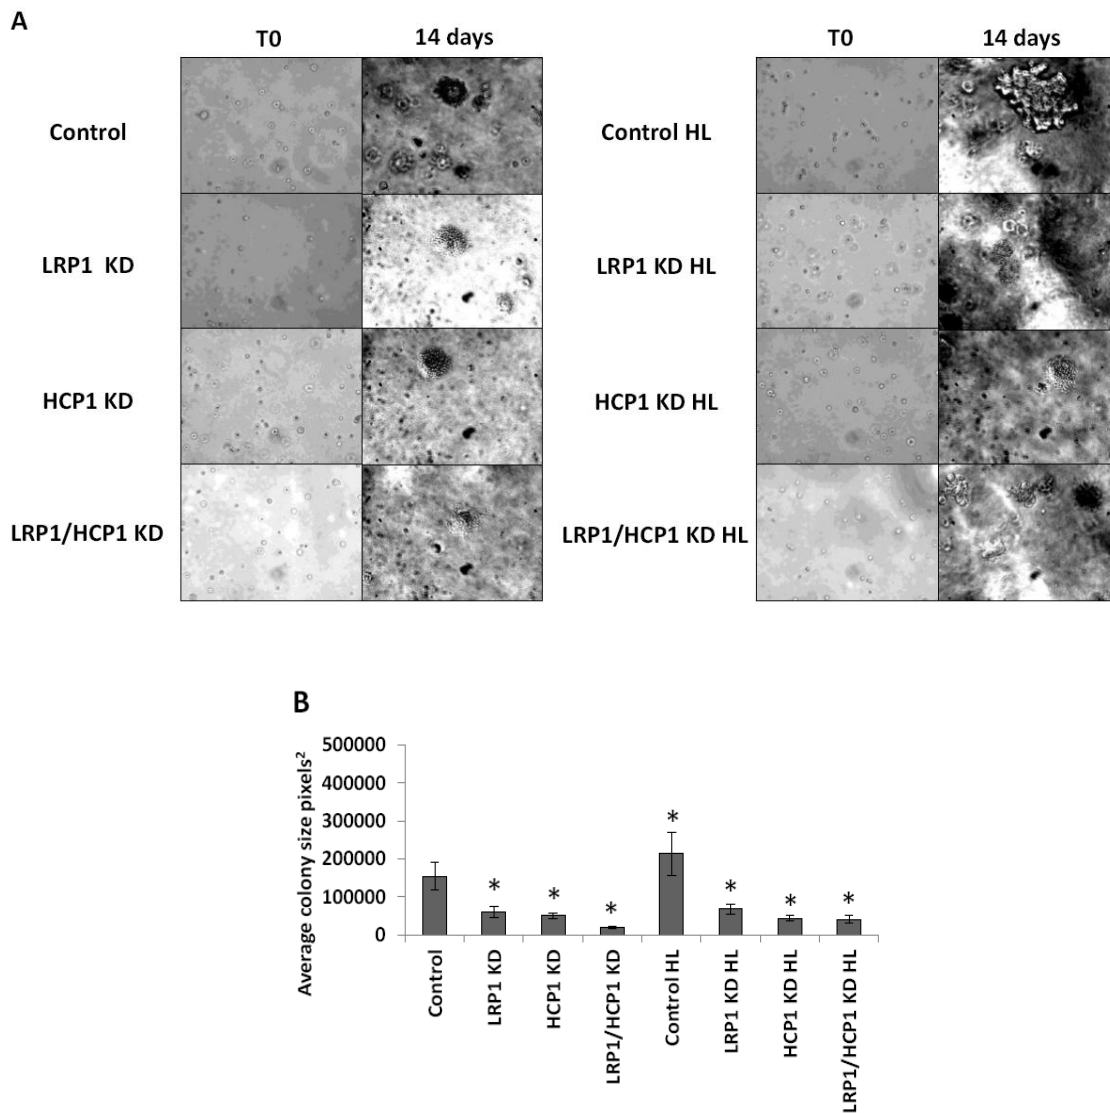 A
T0 14 days T0 14 days
Control Control HL
LRP1 KD LRP1 KD HL
HCP1 KD HCP1 KD HL
LRP1/HCP1 KD LRP1/HCP1 KD HL
B
Average colony size pixels²
500000
400000
300000
200000
100000
0
*
*
*
*
*
*
*
Control
LRP1 KD
HCP1 KD
LRP1/HCP1 KD
Control HL
LRP1 KD HL
HCP1 KD HL
LRP1/HCP1 KD HL